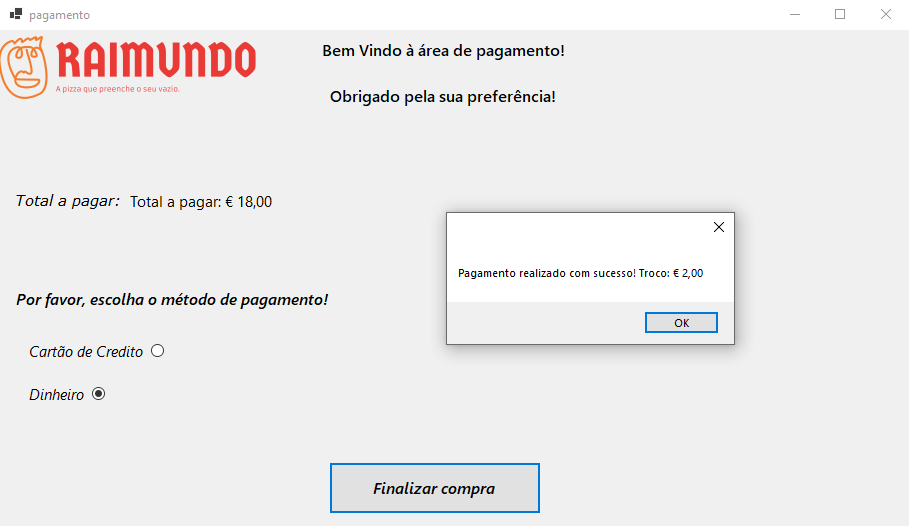 pagamento
RAIMUNDO
A pizza que preenche o seu vazio.
Bem Vindo à área de pagamento!
Obrigado pela sua preferência!
Total a pagar: Total a pagar: € 18,00
Pagamento realizado com sucesso! Troco: € 2,00
OK
Por favor, escolha o método de pagamento!
Cartão de Credito
Dinheiro
Finalizar compra